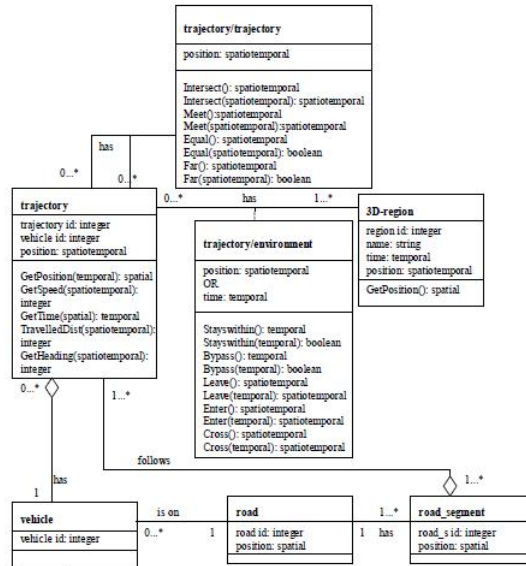 trajectory/trajectory
position: spatiotemporal
Intersect(): spatiotemporal
Intersect(spatiotemporal): spatiotemporal
Meet():spatiotemporal
Meet(spatiotemporal):spatiotemporal
Equal(): spatiotemporal
Equal(spatiotemporal): boolean
Far(): spatiotemporal
Far(spatiotemporal): boolean
has
0...*
0...*
trajectory
trajectory id: integer
vehicle id: integer
position: spatiotemporal
GetPosition(temporal): spatial
GetSpeed(spatiotemporal):
integer
GetTime(spatial): temporal
TravelledDist(spatiotemporal):
integer
GetHeading(spatiotemporal):
integer
0...*
has
1...*
trajectory/environment
position: spatiotemporal
OR
time: temporal
Stayswithin(): temporal
Stayswithin(temporal): boolean
Bypass(): temporal
Bypass(temporal): boolean
Leave(): spatiotemporal
Leave(temporal): spatiotemporal
Enter(): spatiotemporal
Enter(temporal): spatiotemporal
Cross(): spatiotemporal
Cross(temporal): spatiotemporal
3D-region
region id: integer
name: string
time: temporal
position: spatiotemporal
GetPosition(): spatial
0...*
1...*
follows
1...*
has
1
vehicle
vehicle id: integer
is on
0...*
1
road
road id: integer
position: spatial
1...*
1
has
road_segment
road_s id: integer
position: spatial